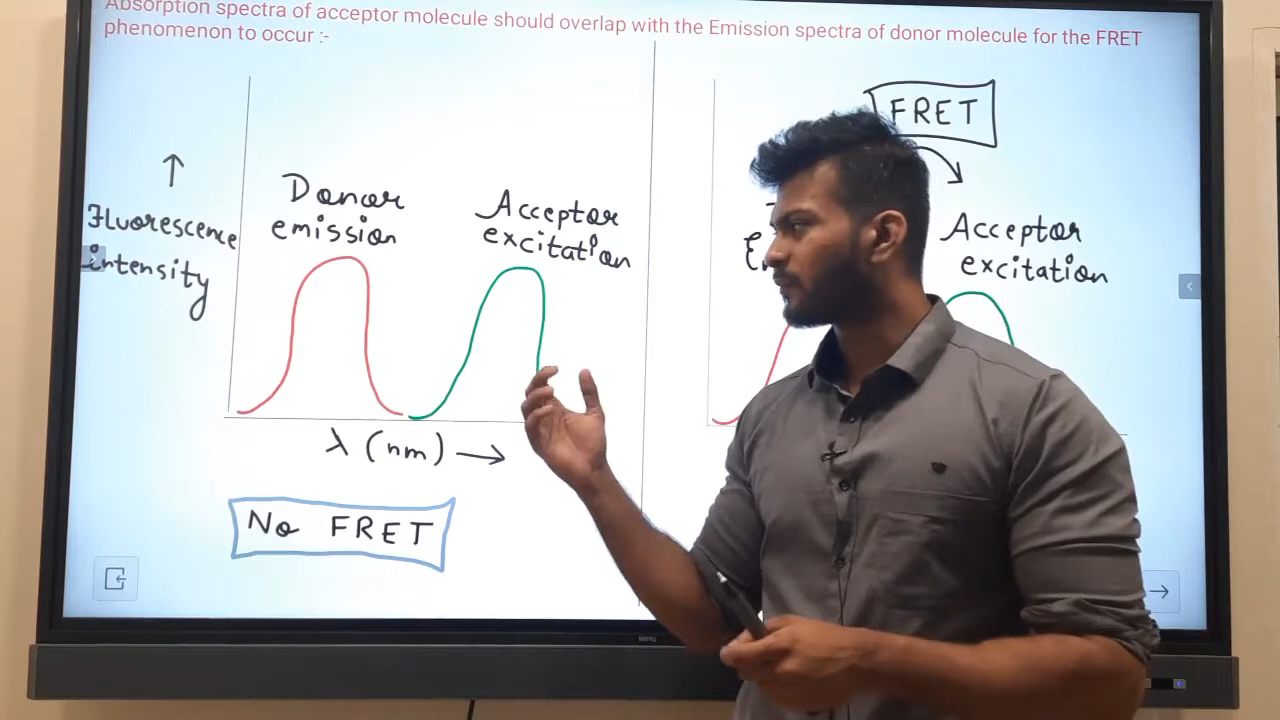 Absorption spectra of acceptor molecule should overlap with the Emission spectra of donor molecule for the FRET
phenomenon to occur :-
Donor
emission
Acceptor
excitation
↑
Fluorescence
intensity
λ (nm) →
No FRET
FRET
Acceptor
excitation
BENQ